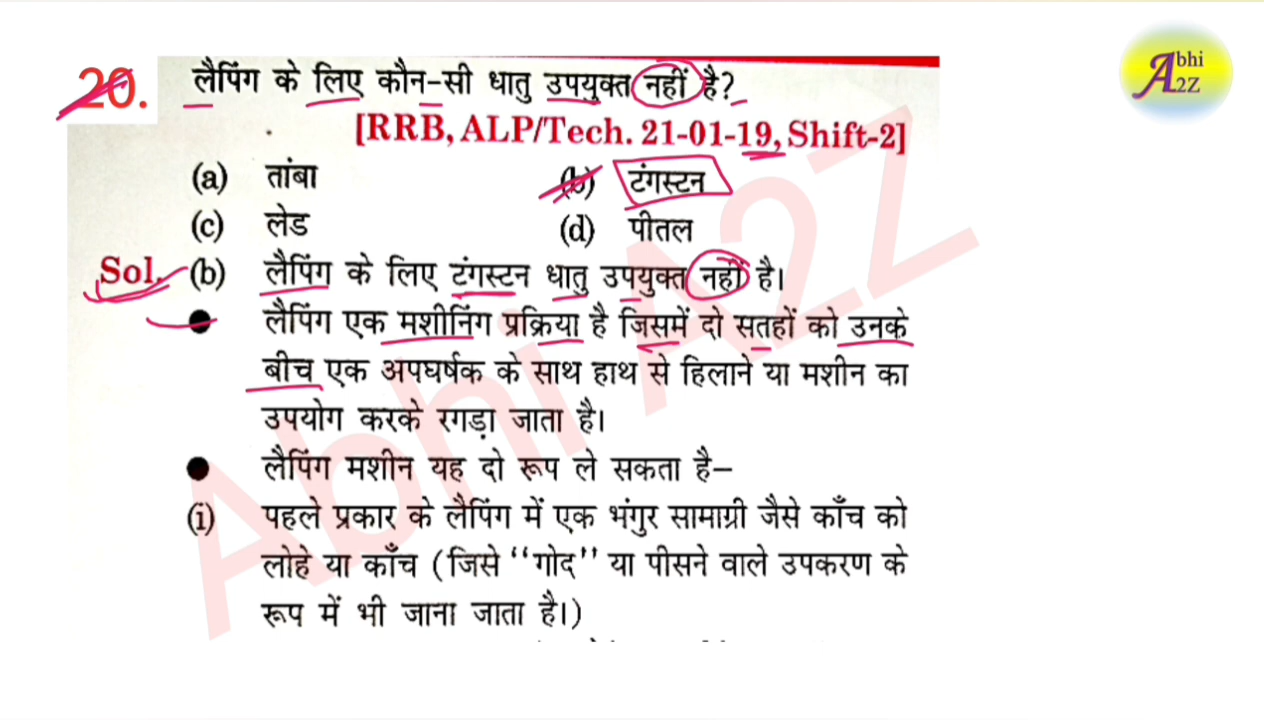 Abhi A2Z
20. लैपिंग के लिए कौन-सी धातु उपयुक्त नहीं है?
[RRB, ALP/Tech. 21-01-19, Shift-2]
(a) तांबा (b) टंगस्टन
(c) लेड (d) पीतल
Sol. (b) लैपिंग के लिए टंगस्टन धातु उपयुक्त नहीं है।
● लैपिंग एक मशीनिंग प्रक्रिया है जिसमें दो सतहों को उनके
बीच एक अपघर्षक के साथ हाथ से हिलाने या मशीन का
उपयोग करके रगड़ा जाता है।
● लैपिंग मशीन यह दो रूप ले सकता है–
(i) पहले प्रकार के लैपिंग में एक भंगुर सामाग्री जैसे काँच को
लोहे या काँच (जिसे "गोद" या पीसने वाले उपकरण के
रूप में भी जाना जाता है।)
Abhi A2Z